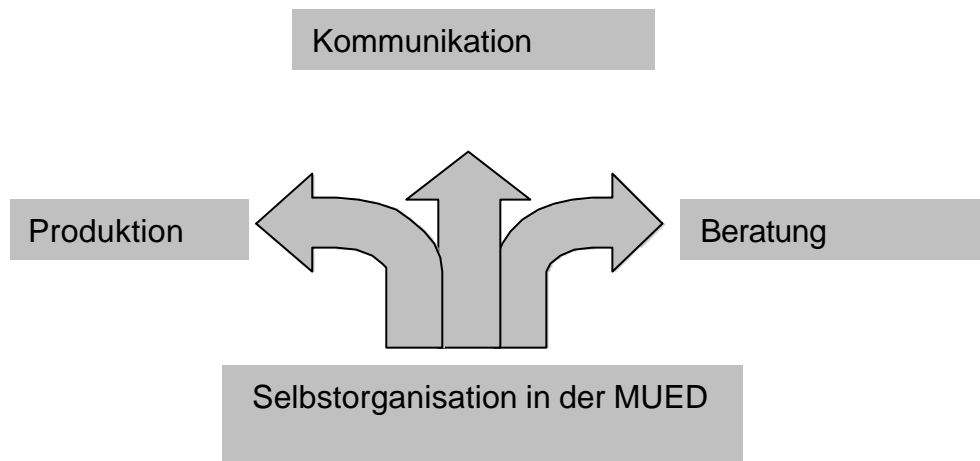 Kommunikation
Produktion
Beratung
Selbstorganisation in der MUED